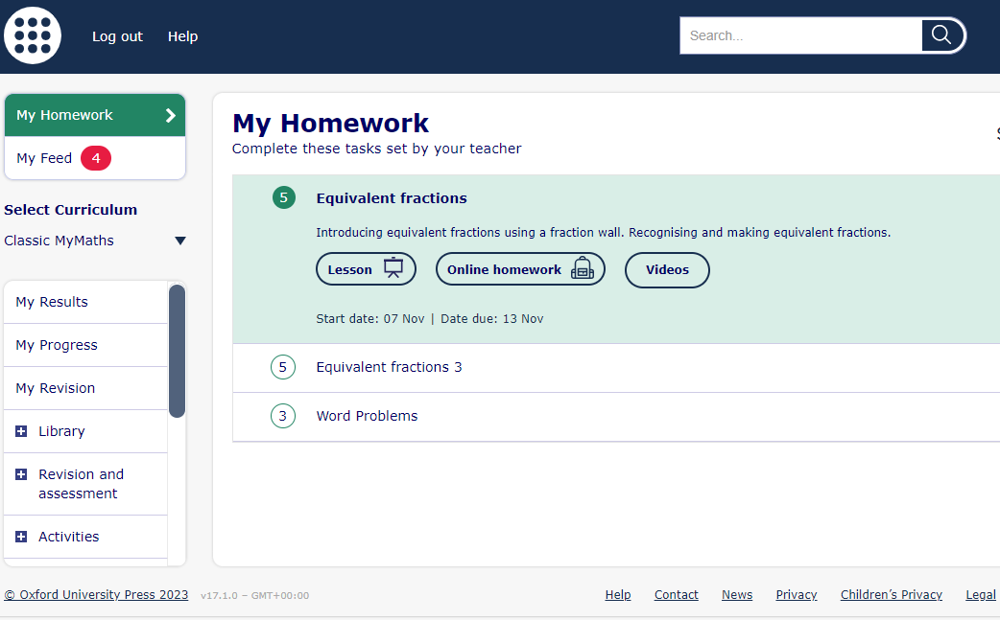 Log out Help Search...
My Homework
My Feed 4
Select Curriculum
Classic MyMaths
My Results
My Progress
My Revision
Library
Revision and
assessment
Activities
My Homework
Complete these tasks set by your teacher
5 Equivalent fractions
Introducing equivalent fractions using a fraction wall. Recognising and making equivalent fractions.
Lesson Online homework Videos
Start date: 07 Nov | Date due: 13 Nov
5 Equivalent fractions 3
3 Word Problems
© Oxford University Press 2023 v17.1.0 – GMT+00:00 Help Contact News Privacy Children’s Privacy Legal